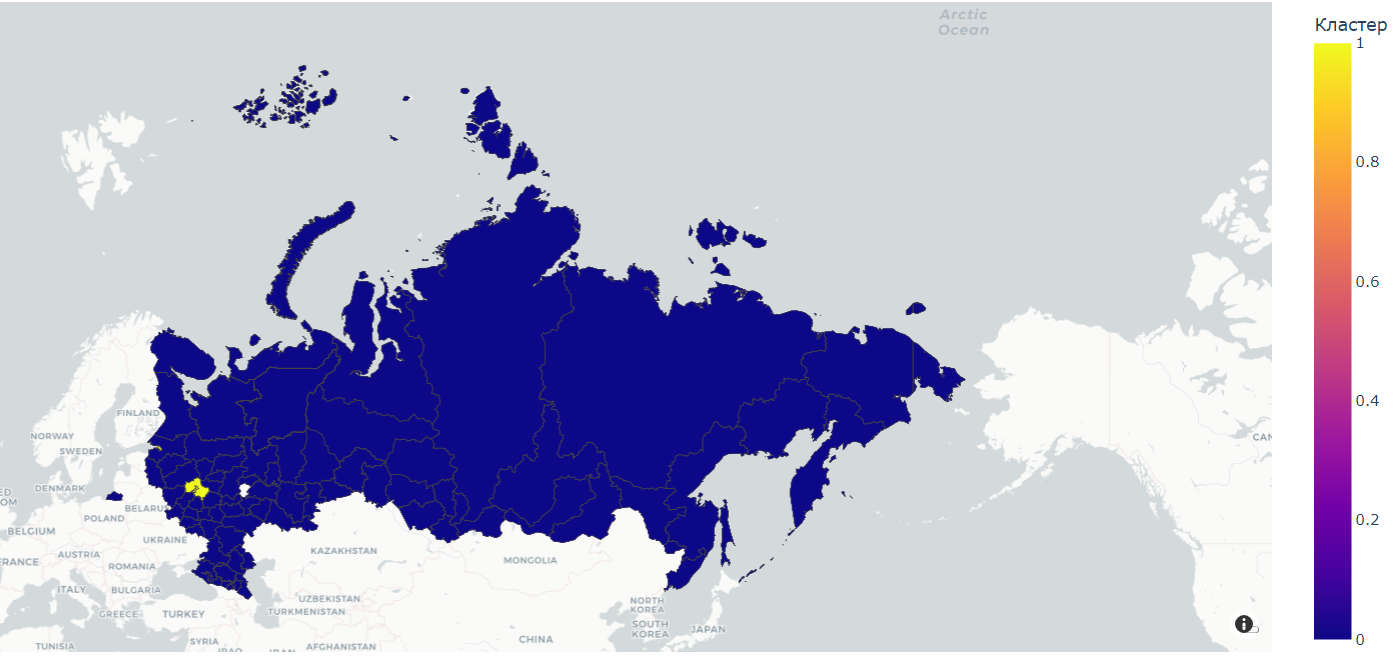 Arctic
Ocean
Кластер
1
0.8
0.6
0.4
0.2
0
FINLAND
NORWAY
SWEDEN
DENMARK
BELARUS
POLAND
BELGIUM
UKRAINE
AUSTRIA
FRANCE
ROMANIA
KAZAKHSTAN
MONGOLIA
ITALY
BULGARIA
UZBEKISTAN
GREECE
TURKEY
TURKMENISTAN
NORTH
KOREA
SOUTH
KOREA
JAPAN
SYRIA
TUNISIA
AFGHANISTAN
CHINA
CAN